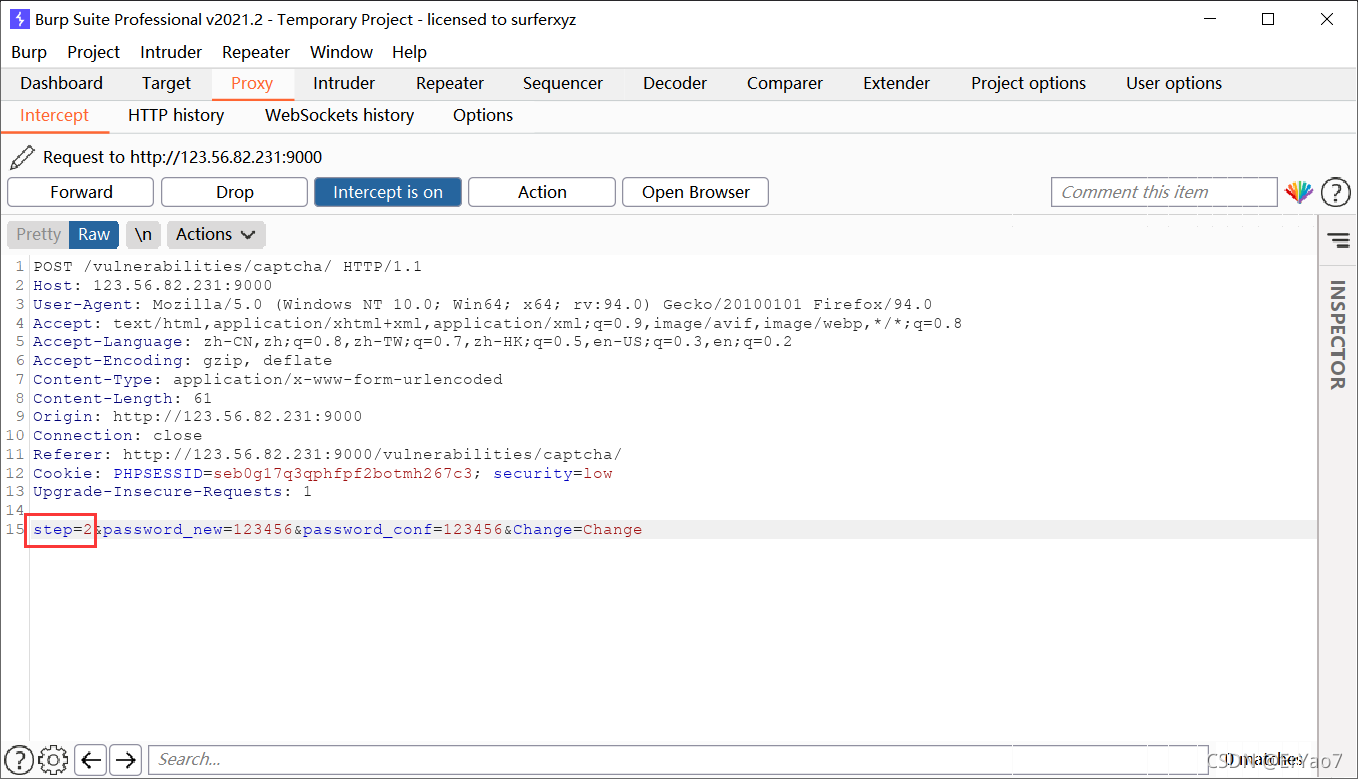 Burp Suite Professional v2021.2 - Temporary Project - licensed to surferxyz
Burp Project Intruder Repeater Window Help
Dashboard Target Proxy Intruder Repeater Sequencer Decoder Comparer Extender Project options User options
Intercept HTTP history WebSockets history Options
Request to http://123.56.82.231:9000
Forward Drop Intercept is on Action Open Browser Comment this item ?
Pretty Raw \n Actions
INSPECTOR
1 POST /vulnerabilities/captcha/ HTTP/1.1
2 Host: 123.56.82.231:9000
3 User-Agent: Mozilla/5.0 (Windows NT 10.0; Win64; x64; rv:94.0) Gecko/20100101 Firefox/94.0
4 Accept: text/html,application/xhtml+xml,application/xml;q=0.9,image/avif,image/webp,*/*;q=0.8
5 Accept-Language: zh-CN,zh;q=0.8,zh-TW;q=0.7,zh-HK;q=0.5,en-US;q=0.3,en;q=0.2
6 Accept-Encoding: gzip, deflate
7 Content-Type: application/x-www-form-urlencoded
8 Content-Length: 61
9 Origin: http://123.56.82.231:9000
10 Connection: close
11 Referer: http://123.56.82.231:9000/vulnerabilities/captcha/
12 Cookie: PHPSESSID=seb0g17q3qphfpf2botmh267c3; security=low
13 Upgrade-Insecure-Requests: 1
14
15 step=2&password_new=123456&password_conf=123456&Change=Change
? Search... 0 matches